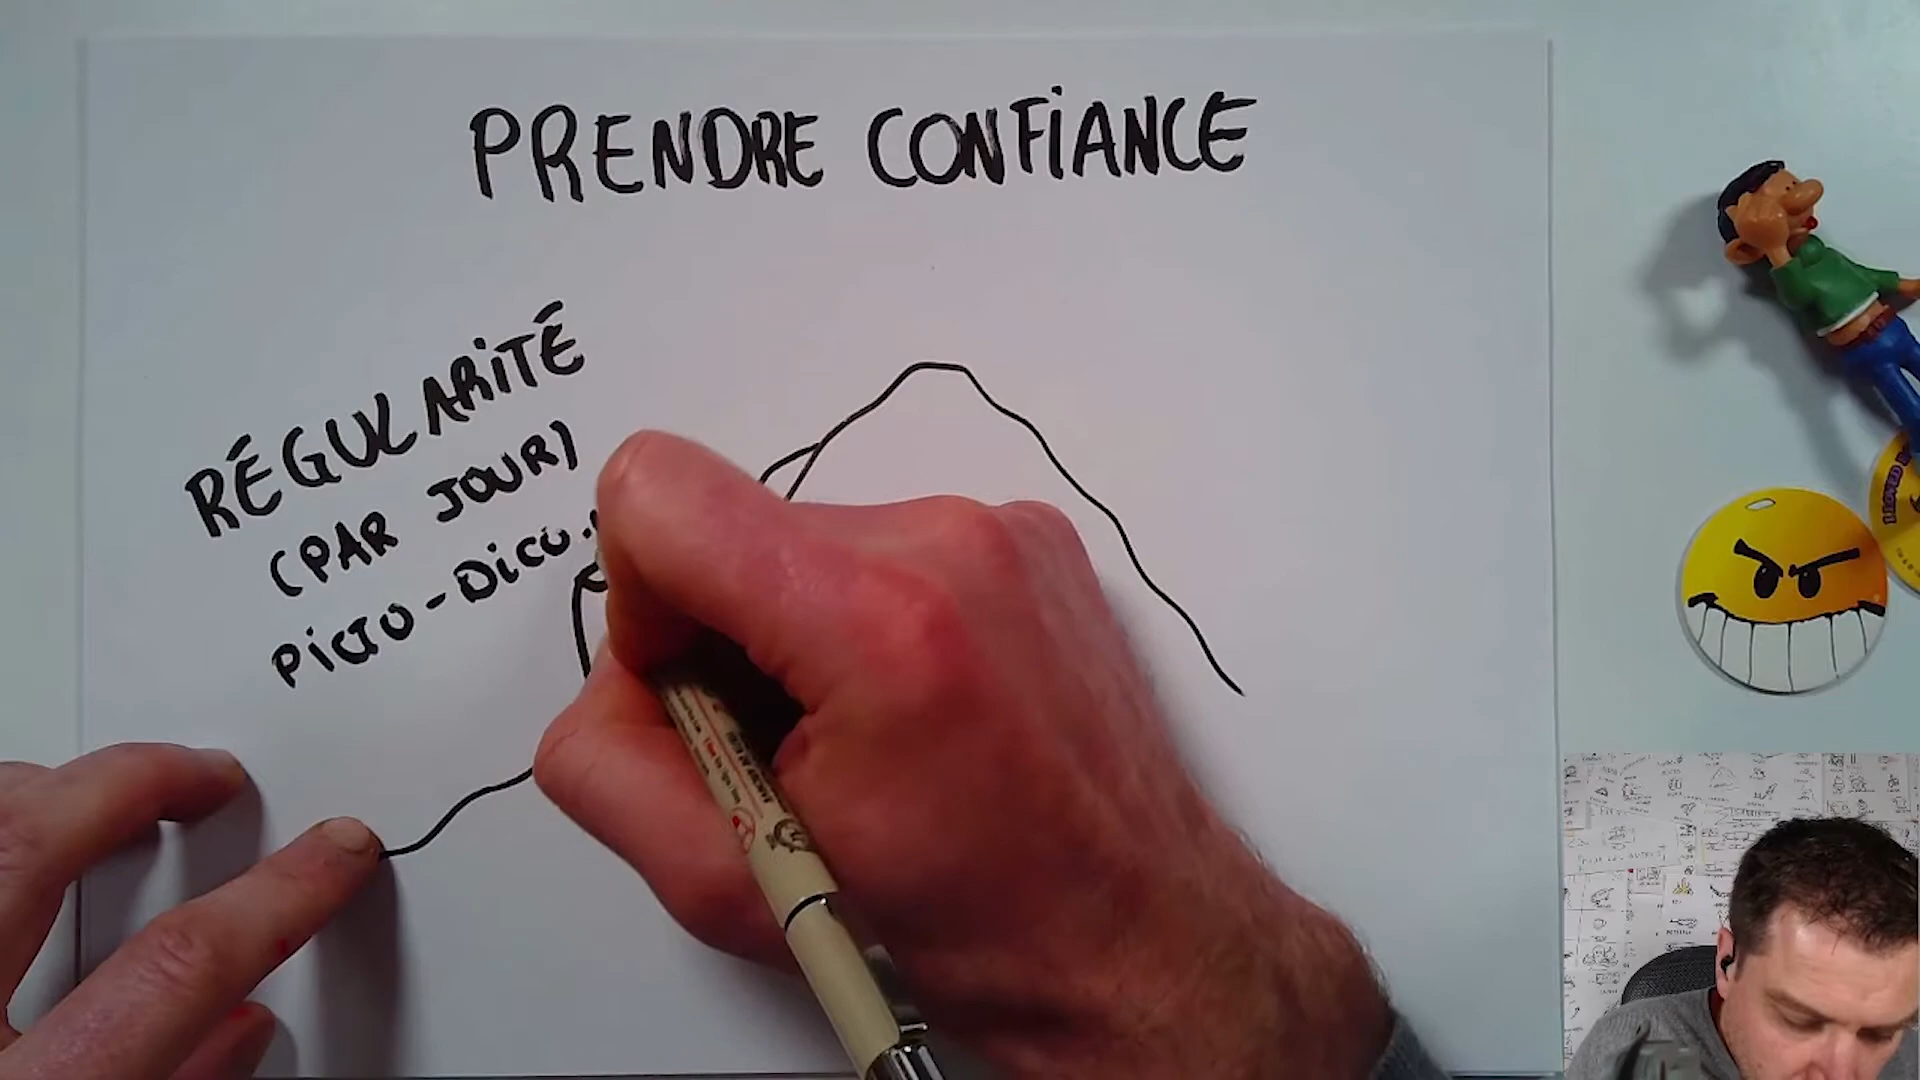 PRENDRE CONFIANCE
RÉGULARITÉ
(PAR JOUR)
PICTO-DICO.